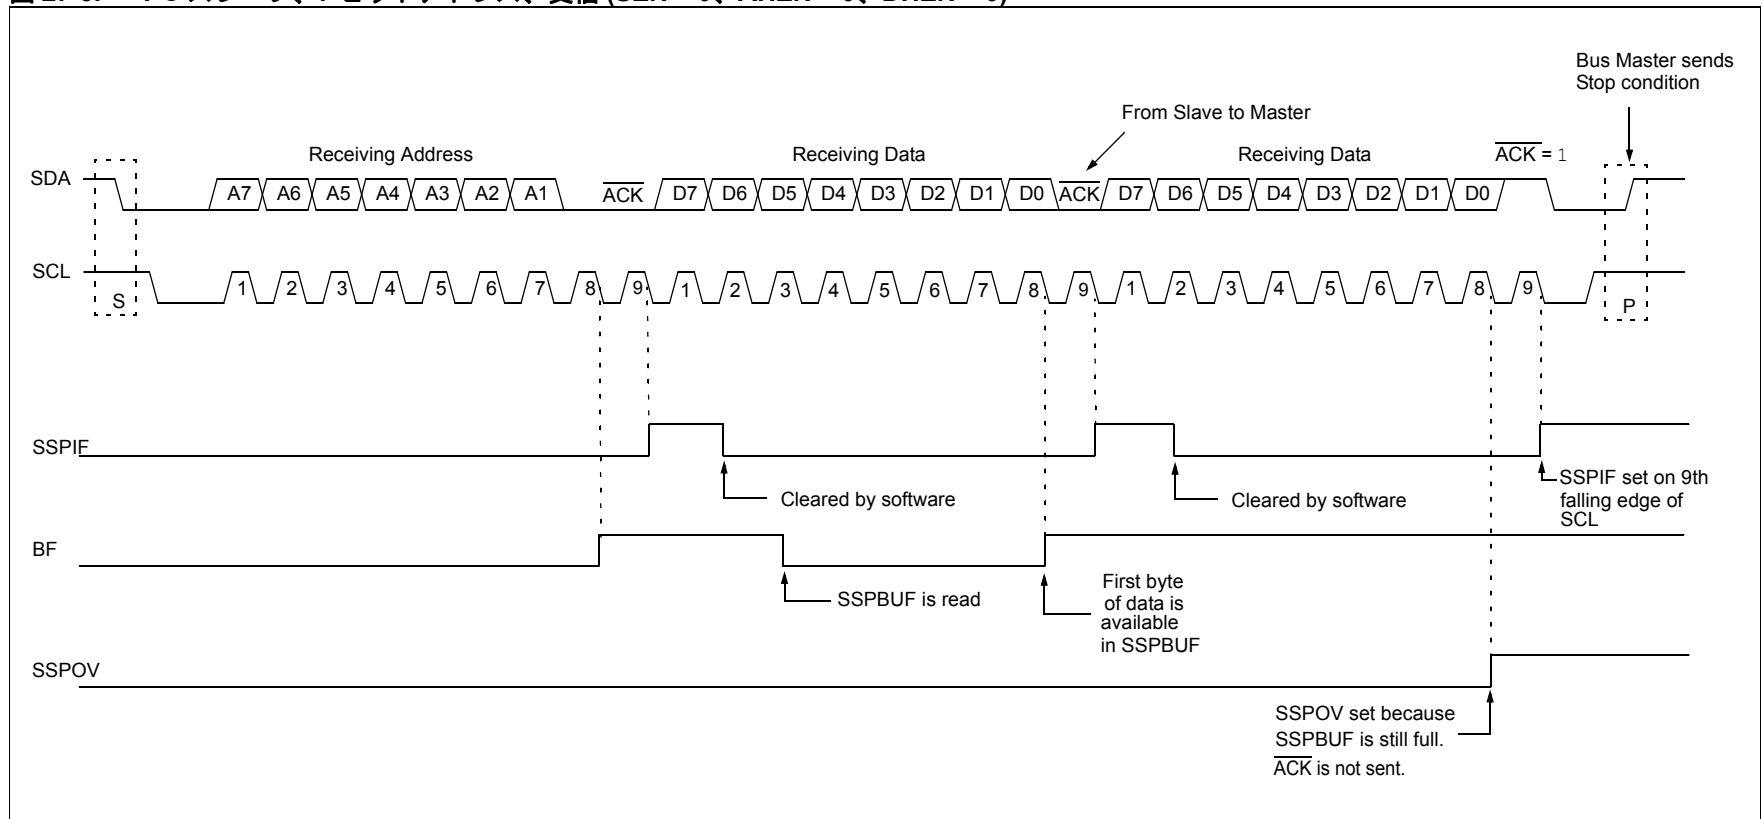 Bus Master sends
Stop condition
From Slave to Master
Receiving Address
Receiving Data
Receiving Data
ACK = 1
SDA
A7 A6 A5 A4 A3 A2 A1
ACK
D7 D6 D5 D4 D3 D2 D1 D0
ACK
D7 D6 D5 D4 D3 D2 D1 D0
SCL
S
1 2 3 4 5 6 7 8 9
1 2 3 4 5 6 7 8 9
1 2 3 4 5 6 7 8 9
P
SSPIF
Cleared by software
Cleared by software
SSPIF set on 9th
falling edge of
SCL
BF
SSPBUF is read
First byte
of data is
available
in SSPBUF
SSPOV
SSPOV set because
SSPBUF is still full.
ACK is not sent.